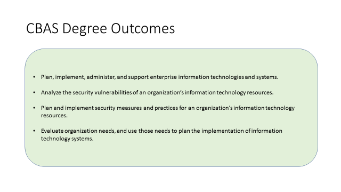 CBAS Degree Outcomes
• Plan, implement, administer, and support enterprise information technologies and systems.
• Analyze the security vulnerabilities of an organization's information technology resources.
• Plan and implement security measures and practices for an organization's information technology
resources.
• Evaluate organization needs, and use those needs to plan the implementation of information
technology systems.